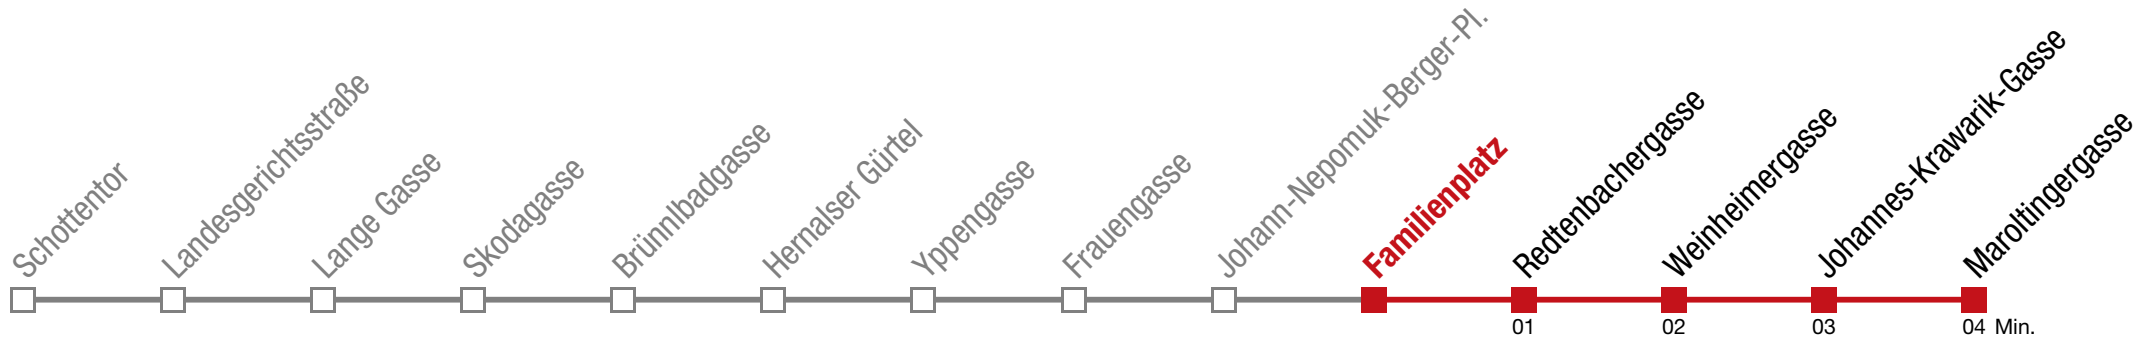 Schottentor
Landesgerichtsstraße
Lange Gasse
Skodagasse
Brünnlbadgasse
Hernalser Gürtel
Yppengasse
Frauengasse
Johann-Nepomuk-Berger-Pl.
Familienplatz
Redtenbachergasse
Weinheimergasse
Johannes-Krawarik-Gasse
Maroltingergasse
01 02 03 04 Min.